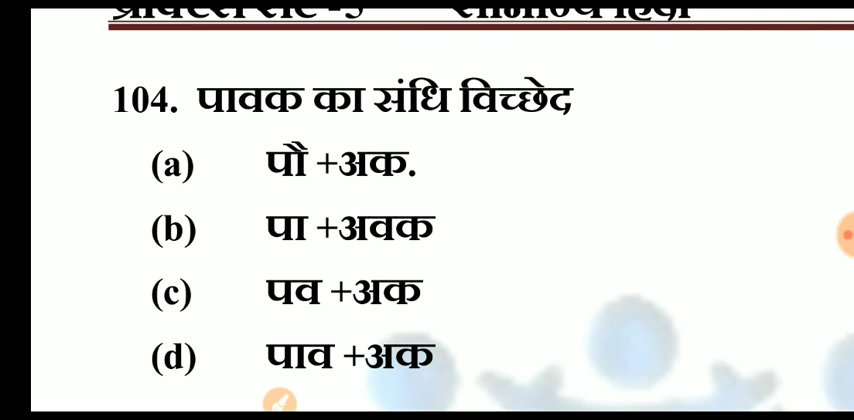 104. पावक का संधि विच्छेद
(a) पौ +अक.
(b) पा +अवक
(c) पव +अक
(d) पाव +अक